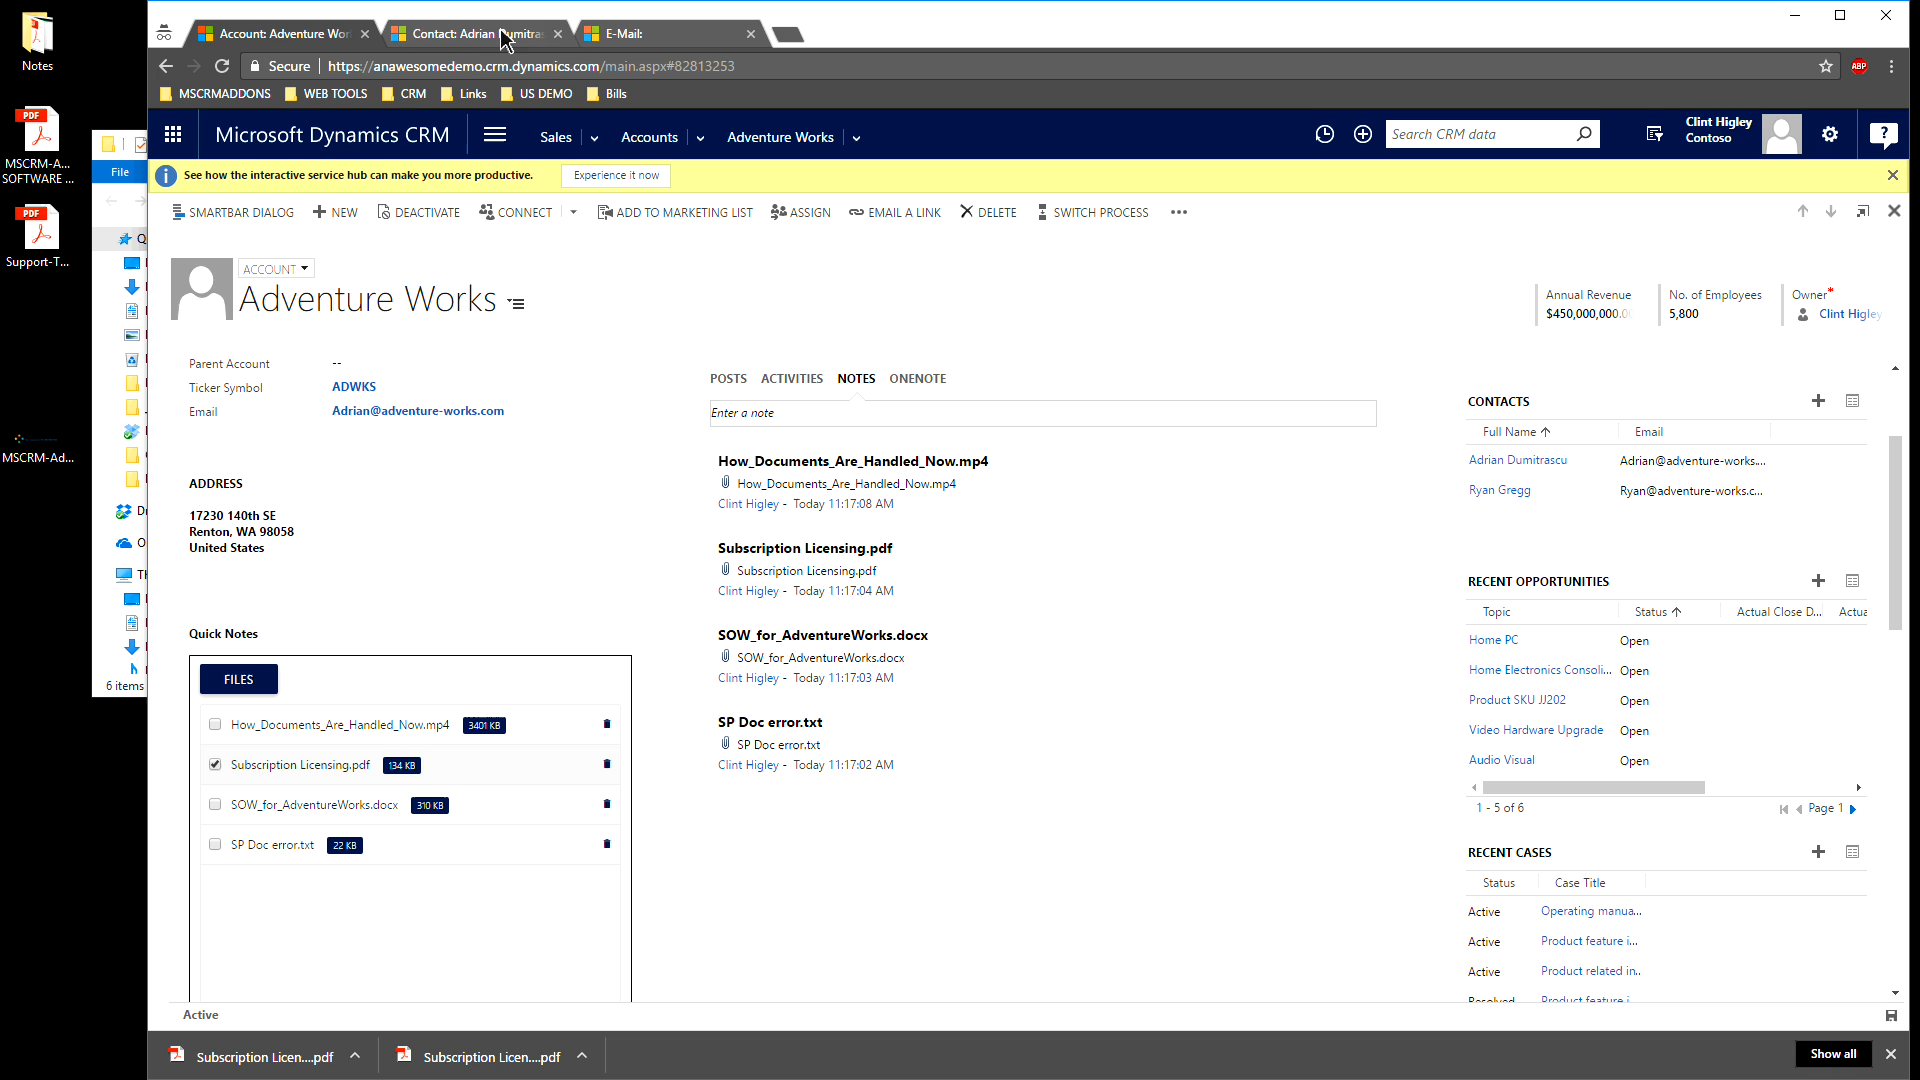 Notes
PDF
MSCRM-A...
SOFTWARE ...
PDF
Support-T...
MSCRM-Ad...
File
6 items
Account: Adventure Wor
Contact: Adrian Dumitras
E-Mail:
Secure
https://anawesomedemo.crm.dynamics.com/main.aspx#82813253
ABP
MSCRMADDONS
WEB TOOLS
CRM
Links
US DEMO
Bills
Microsoft Dynamics CRM
Sales
Accounts
Adventure Works
Search CRM data
Clint Higley
Contoso
?
See how the interactive service hub can make you more productive.
Experience it now
SMARTBAR DIALOG
NEW
DEACTIVATE
CONNECT
ADD TO MARKETING LIST
ASSIGN
EMAIL A LINK
DELETE
SWITCH PROCESS
ACCOUNT
Adventure Works
Annual Revenue
$450,000,000.0
No. of Employees
5,800
Owner*
Clint Higley
Parent Account --
Ticker Symbol ADWKS
Email Adrian@adventure-works.com
ADDRESS
17230 140th SE
Renton, WA 98058
United States
Quick Notes
FILES
How_Documents_Are_Handled_Now.mp4 3401 KB
Subscription Licensing.pdf 134 KB
SOW_for_AdventureWorks.docx 310 KB
SP Doc error.txt 22 KB
POSTS ACTIVITIES NOTES ONENOTE
Enter a note
How_Documents_Are_Handled_Now.mp4
How_Documents_Are_Handled_Now.mp4
Clint Higley - Today 11:17:08 AM
Subscription Licensing.pdf
Subscription Licensing.pdf
Clint Higley - Today 11:17:04 AM
SOW_for_AdventureWorks.docx
SOW_for_AdventureWorks.docx
Clint Higley - Today 11:17:03 AM
SP Doc error.txt
SP Doc error.txt
Clint Higley - Today 11:17:02 AM
CONTACTS
Full Name Email
Adrian Dumitrascu Adrian@adventure-works....
Ryan Gregg Ryan@adventure-works.c...
RECENT OPPORTUNITIES
Topic Status Actual Close D... Actua
Home PC Open
Home Electronics Consoli... Open
Product SKU JJ202 Open
Video Hardware Upgrade Open
Audio Visual Open
1 - 5 of 6 Page 1
RECENT CASES
Status Case Title
Active Operating manua...
Active Product feature i...
Active Product related in..
Resolved Product feature i
Active
Subscription Licen....pdf
Subscription Licen....pdf
Show all